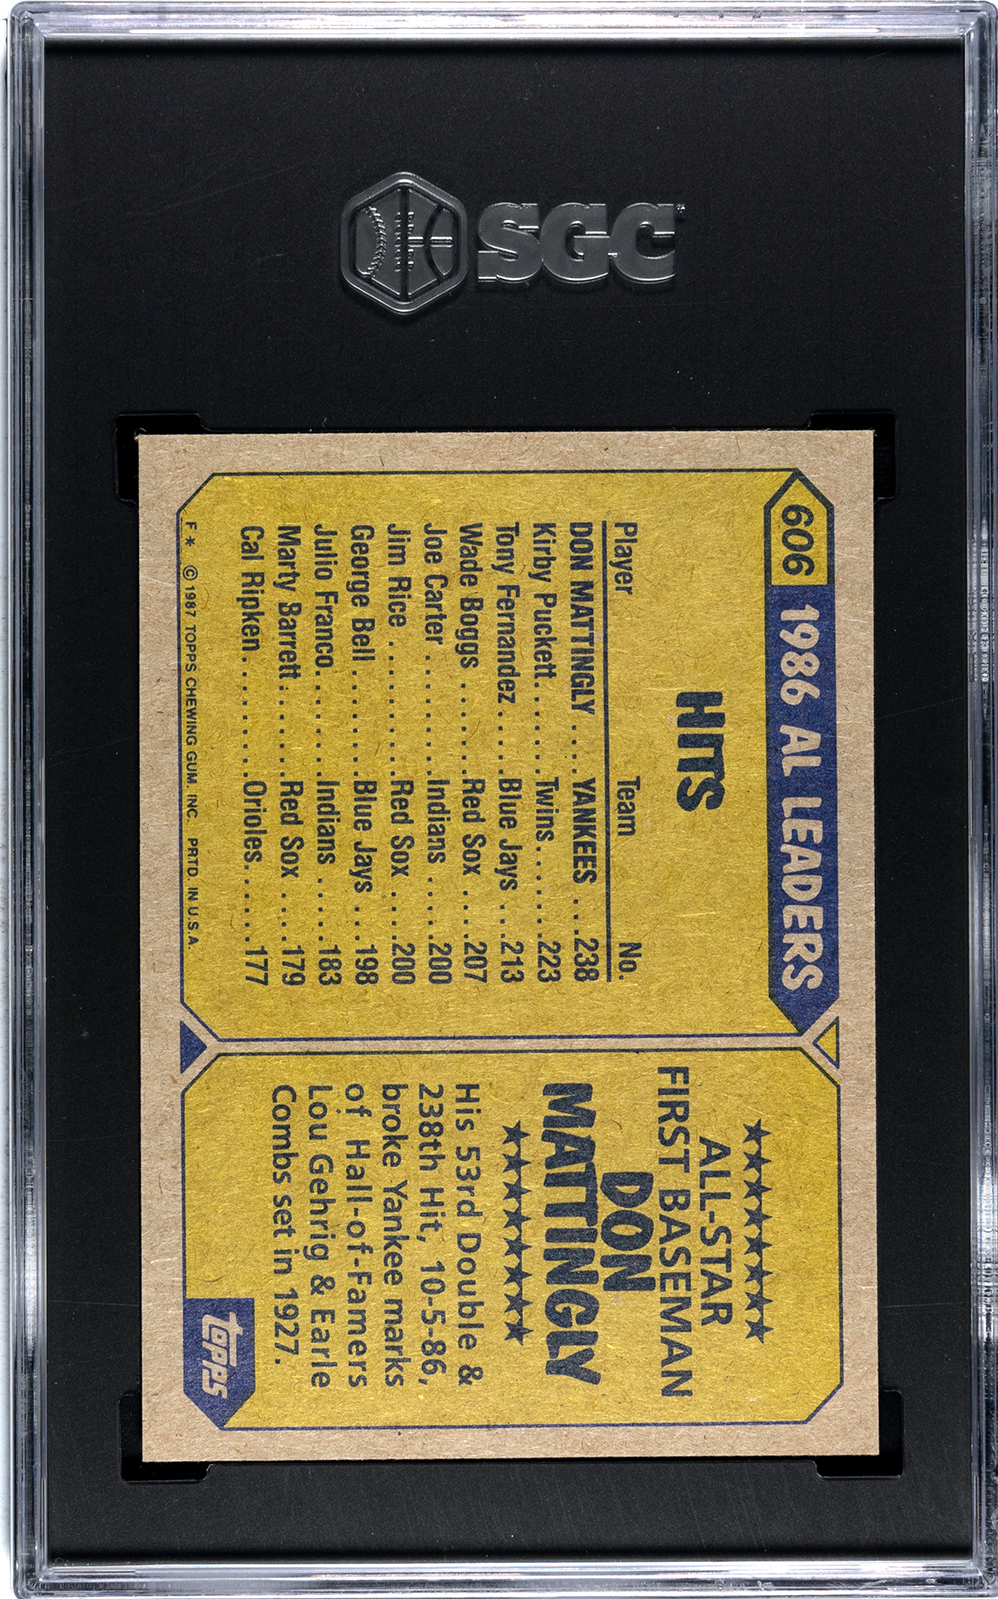 SGC
606 1986 AL LEADERS
HITS
Player Team No.
DON MATTINGLY .... YANKEES ...238
Kirby Puckett.......Twins.......223
Tony Fernandez.....Blue Jays ...213
Wade Boggs .......Red Sox ....207
Joe Carter .........Indians .....200
Jim Rice ...........Red Sox ....200
George Bell ........Blue Jays ...198
Julio Franco........Indians .....183
Marty Barrett.......Red Sox ....179
Cal Ripken..........Orioles......177
F* © 1987 TOPPS CHEWING GUM, INC. PRTD. IN U.S.A.
★★★★★★★★
ALL-STAR
FIRST BASEMAN
DON
MATTINGLY
★★★★★★★★
His 53rd Double &
238th Hit, 10-5-86,
broke Yankee marks
of Hall-of-Famers
Lou Gehrig & Earle
Combs set in 1927.
topps